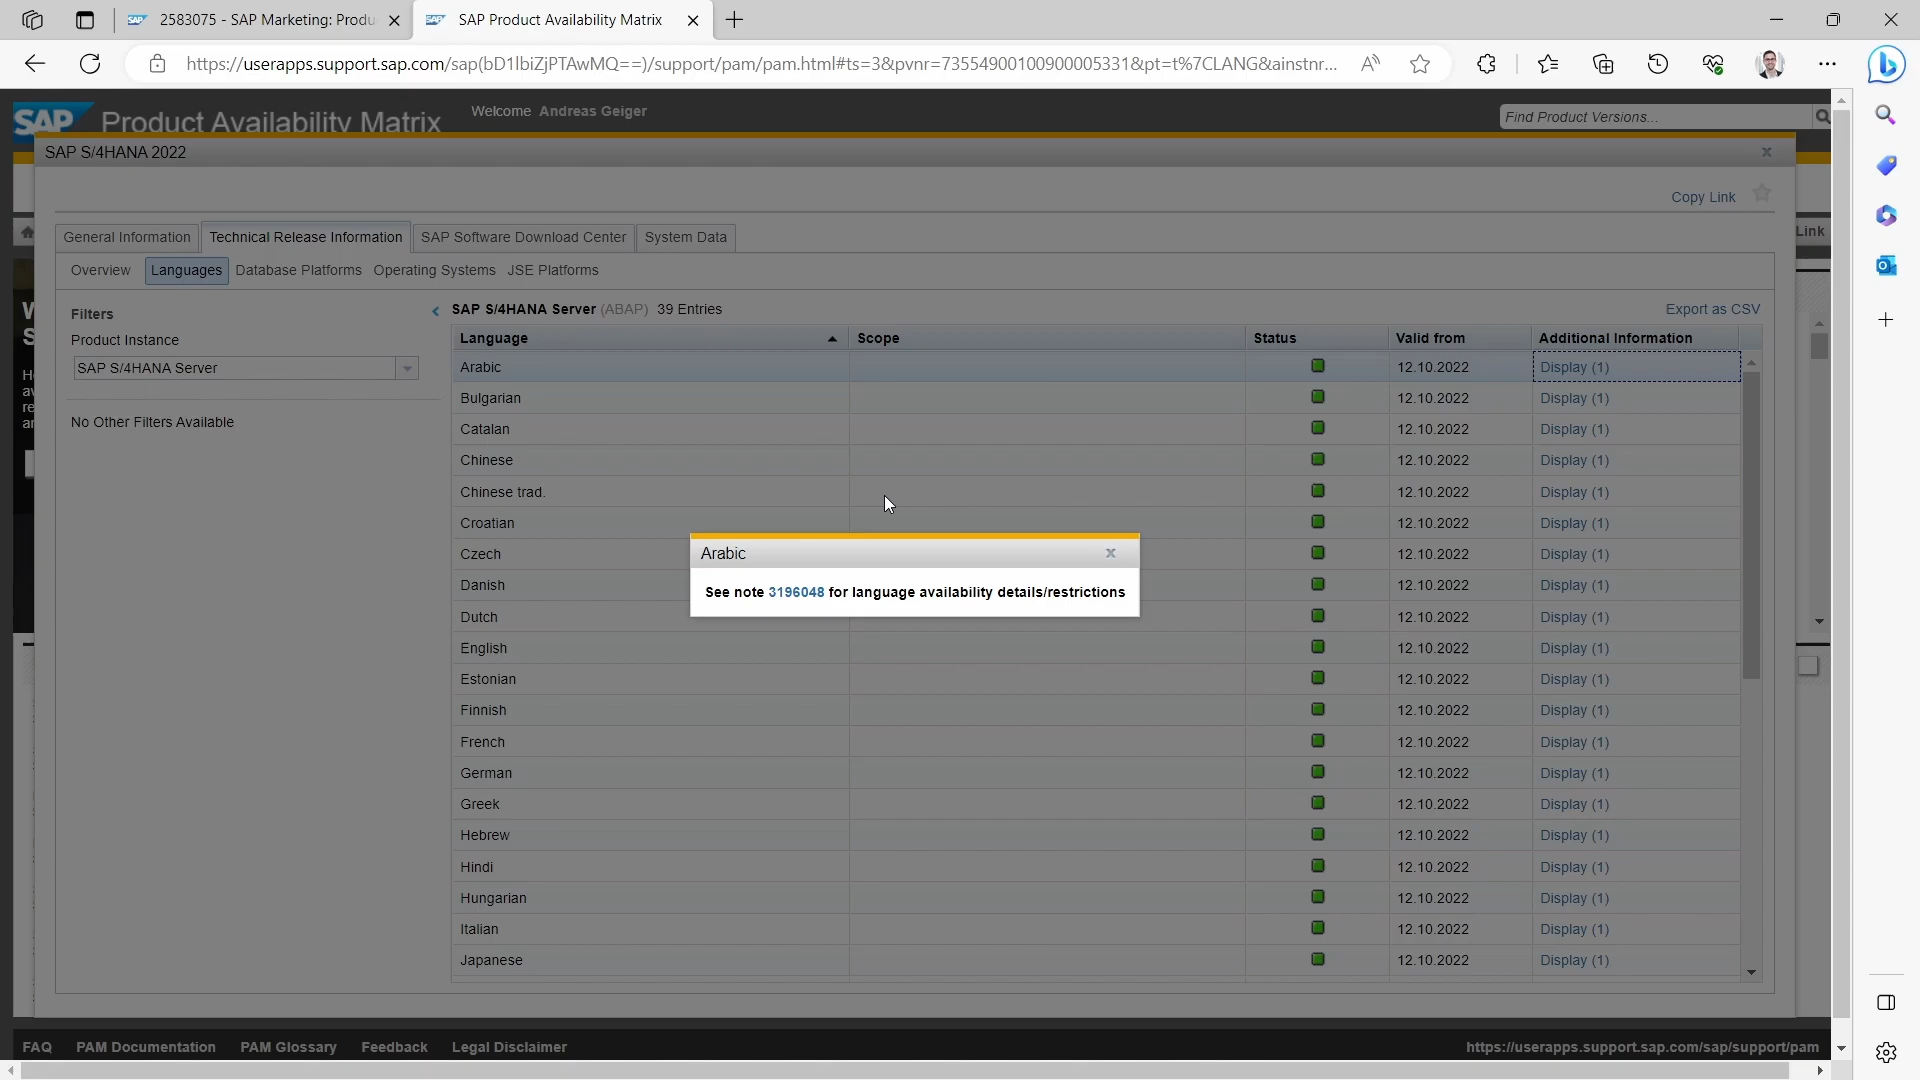 2583075 - SAP Marketing: Produ
SAP Product Availability Matrix
https://userapps.support.sap.com/sap(bD1lbiZjPTAwMQ==)/support/pam/pam.html#ts=3&pvnr=73554900100900005331&pt=t%7CLANG&ainstnr...
SAP Product Availability Matrix
Welcome Andreas Geiger
Find Product Versions...
SAP S/4HANA 2022
Copy Link
General Information Technical Release Information SAP Software Download Center System Data
Link
Overview Languages Database Platforms Operating Systems JSE Platforms
Filters
SAP S/4HANA Server (ABAP) 39 Entries
Export as CSV
Product Instance
SAP S/4HANA Server
No Other Filters Available
Language Scope Status Valid from Additional Information
Arabic 12.10.2022 Display (1)
Bulgarian 12.10.2022 Display (1)
Catalan 12.10.2022 Display (1)
Chinese 12.10.2022 Display (1)
Chinese trad. 12.10.2022 Display (1)
Croatian 12.10.2022 Display (1)
Czech 12.10.2022 Display (1)
Danish 12.10.2022 Display (1)
Dutch 12.10.2022 Display (1)
English 12.10.2022 Display (1)
Estonian 12.10.2022 Display (1)
Finnish 12.10.2022 Display (1)
French 12.10.2022 Display (1)
German 12.10.2022 Display (1)
Greek 12.10.2022 Display (1)
Hebrew 12.10.2022 Display (1)
Hindi 12.10.2022 Display (1)
Hungarian 12.10.2022 Display (1)
Italian 12.10.2022 Display (1)
Japanese 12.10.2022 Display (1)
Arabic
See note 3196048 for language availability details/restrictions
FAQ PAM Documentation PAM Glossary Feedback Legal Disclaimer
https://userapps.support.sap.com/sap/support/pam